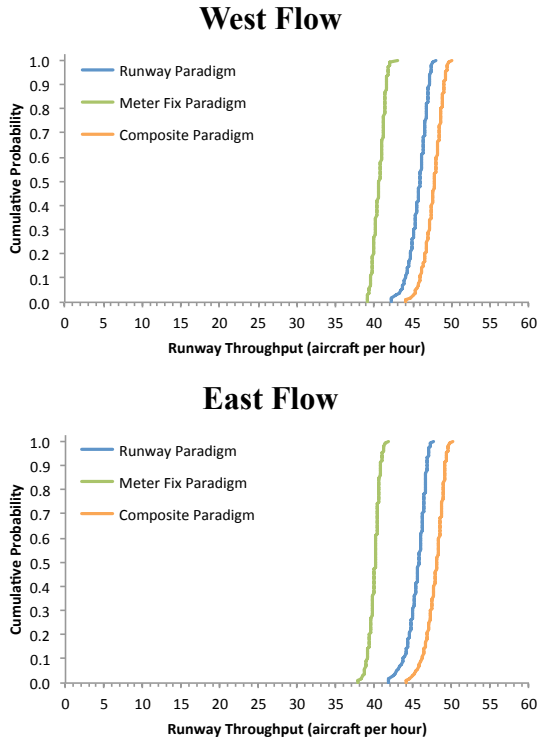 West Flow
Cumulative Probability
1.0
0.9
0.8
0.7
0.6
0.5
0.4
0.3
0.2
0.1
0.0
Runway Paradigm
Meter Fix Paradigm
Composite Paradigm
0 5 10 15 20 25 30 35 40 45 50 55 60
Runway Throughput (aircraft per hour)
East Flow
Cumulative Probability
1.0
0.9
0.8
0.7
0.6
0.5
0.4
0.3
0.2
0.1
0.0
Runway Paradigm
Meter Fix Paradigm
Composite Paradigm
0 5 10 15 20 25 30 35 40 45 50 55 60
Runway Throughput (aircraft per hour)